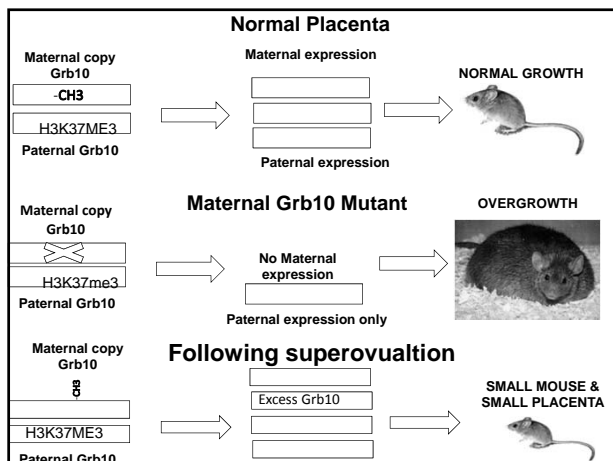 Normal Placenta
Maternal copy
Grb10
-CH3
H3K37ME3
Paternal Grb10
Maternal expression
Paternal expression
NORMAL GROWTH
Maternal Grb10 Mutant
Maternal copy
Grb10
H3K37me3
Paternal Grb10
No Maternal
expression
Paternal expression only
OVERGROWTH
Following superovualtion
Maternal copy
Grb10
CH3
H3K37ME3
Paternal Grb10
Excess Grb10
SMALL MOUSE &
SMALL PLACENTA